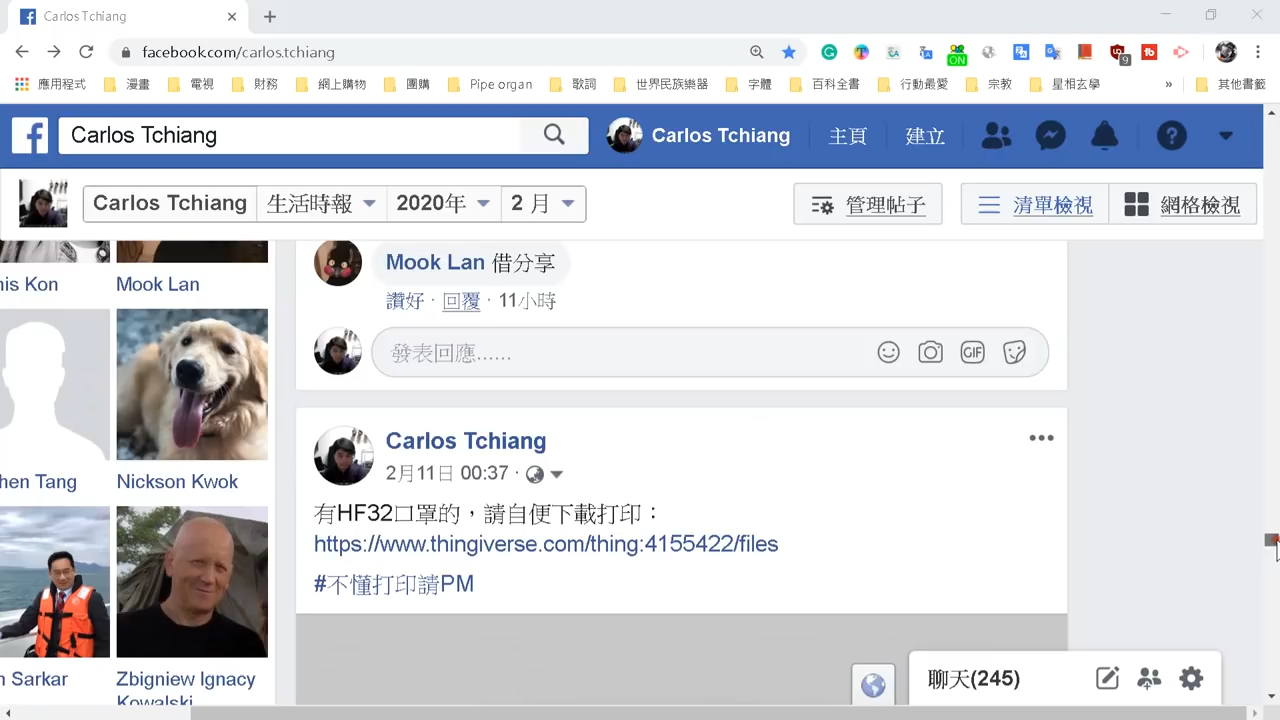 Carlos Tchiang
facebook.com/carlos.tchiang
ON
9
應用程式 漫畫 電視 財務 網上購物 團購 Pipe organ 歌詞 世界民族樂器 字體 百科全書 行動最愛 宗教 星相玄學 » 其他書籤
Carlos Tchiang Carlos Tchiang 主頁 建立
Carlos Tchiang 生活時報 2020年 2 月 管理帖子 清單檢視 網格檢視
Mook Lan 借分享
讚好 · 回覆 · 11小時
發表回應......
GIF
Carlos Tchiang
2月11日 00:37 ·
有HF32口罩的，請自便下載打印：
https://www.thingiverse.com/thing:4155422/files
#不懂打印請PM
nis Kon Mook Lan
hen Tang Nickson Kwok
n Sarkar Zbigniew Ignacy
Kowalski
聊天(245)